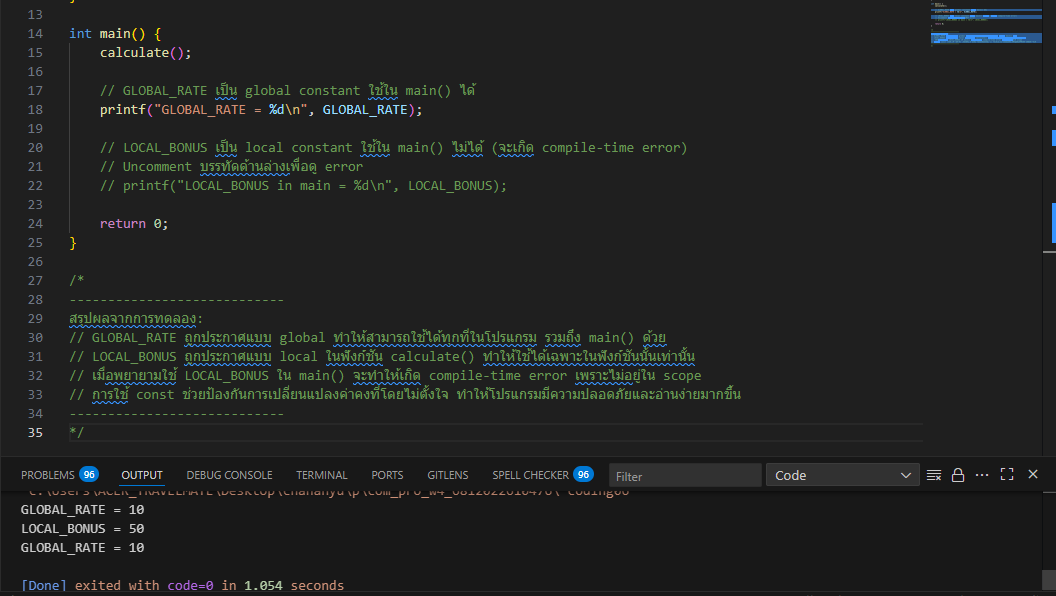 13
14 int main() {
15 calculate();
16
17 // GLOBAL_RATE เป็น global constant ใช้ใน main() ได้
18 printf("GLOBAL_RATE = %d\n", GLOBAL_RATE);
19
20 // LOCAL_BONUS เป็น local constant ใช้ใน main() ไม่ได้ (จะเกิด compile-time error)
21 // Uncomment บรรทัดด้านล่างเพื่อดู error
22 // printf("LOCAL_BONUS in main = %d\n", LOCAL_BONUS);
23
24 return 0;
25 }
26
27 /*
28 ----------------------------
29 สรุปผลจากการทดลอง:
30 // GLOBAL_RATE ถูกประกาศแบบ global ทำให้สามารถใช้ได้ทุกที่ในโปรแกรม รวมถึง main() ด้วย
31 // LOCAL_BONUS ถูกประกาศแบบ local ในฟังก์ชัน calculate() ทำให้ใช้ได้เฉพาะในฟังก์ชันนั้นเท่านั้น
32 // เมื่อพยายามใช้ LOCAL_BONUS ใน main() จะทำให้เกิด compile-time error เพราะไม่อยู่ใน scope
33 // การใช้ const ช่วยป้องกันการเปลี่ยนแปลงค่าคงที่โดยไม่ตั้งใจ ทำให้โปรแกรมมีความปลอดภัยและอ่านง่ายมากขึ้น
34 ----------------------------
35 */
PROBLEMS 96 OUTPUT DEBUG CONSOLE TERMINAL PORTS GITLENS SPELL CHECKER 96 Filter Code
GLOBAL_RATE = 10
LOCAL_BONUS = 50
GLOBAL_RATE = 10
[Done] exited with code=0 in 1.054 seconds